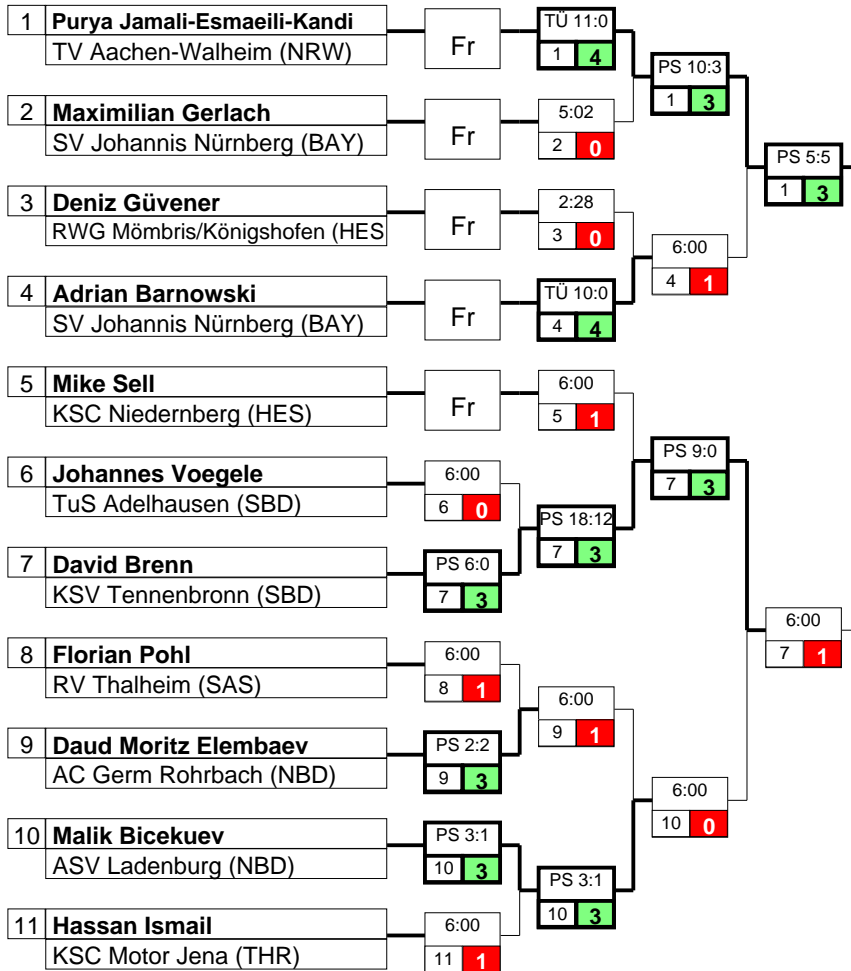 1 Purya Jamali-Esmaeili-Kandi
TV Aachen-Walheim (NRW)
Fr
TÜ 11:0
1 4
PS 10:3
1 3
2 Maximilian Gerlach
SV Johannis Nürnberg (BAY)
Fr
5:02
2 0
PS 5:5
1 3
3 Deniz Güvener
RWG Mömbris/Königshofen (HES
Fr
2:28
3 0
6:00
4 1
4 Adrian Barnowski
SV Johannis Nürnberg (BAY)
Fr
TÜ 10:0
4 4
5 Mike Sell
KSC Niedernberg (HES)
Fr
6:00
5 1
PS 9:0
7 3
6 Johannes Voegele
TuS Adelhausen (SBD)
6:00
6 0
PS 18:12
7 3
7 David Brenn
KSV Tennenbronn (SBD)
PS 6:0
7 3
6:00
7 1
8 Florian Pohl
RV Thalheim (SAS)
6:00
8 1
6:00
9 1
9 Daud Moritz Elembaev
AC Germ Rohrbach (NBD)
PS 2:2
9 3
6:00
10 0
10 Malik Bicekuev
ASV Ladenburg (NBD)
PS 3:1
10 3
PS 3:1
10 3
11 Hassan Ismail
KSC Motor Jena (THR)
6:00
11 1